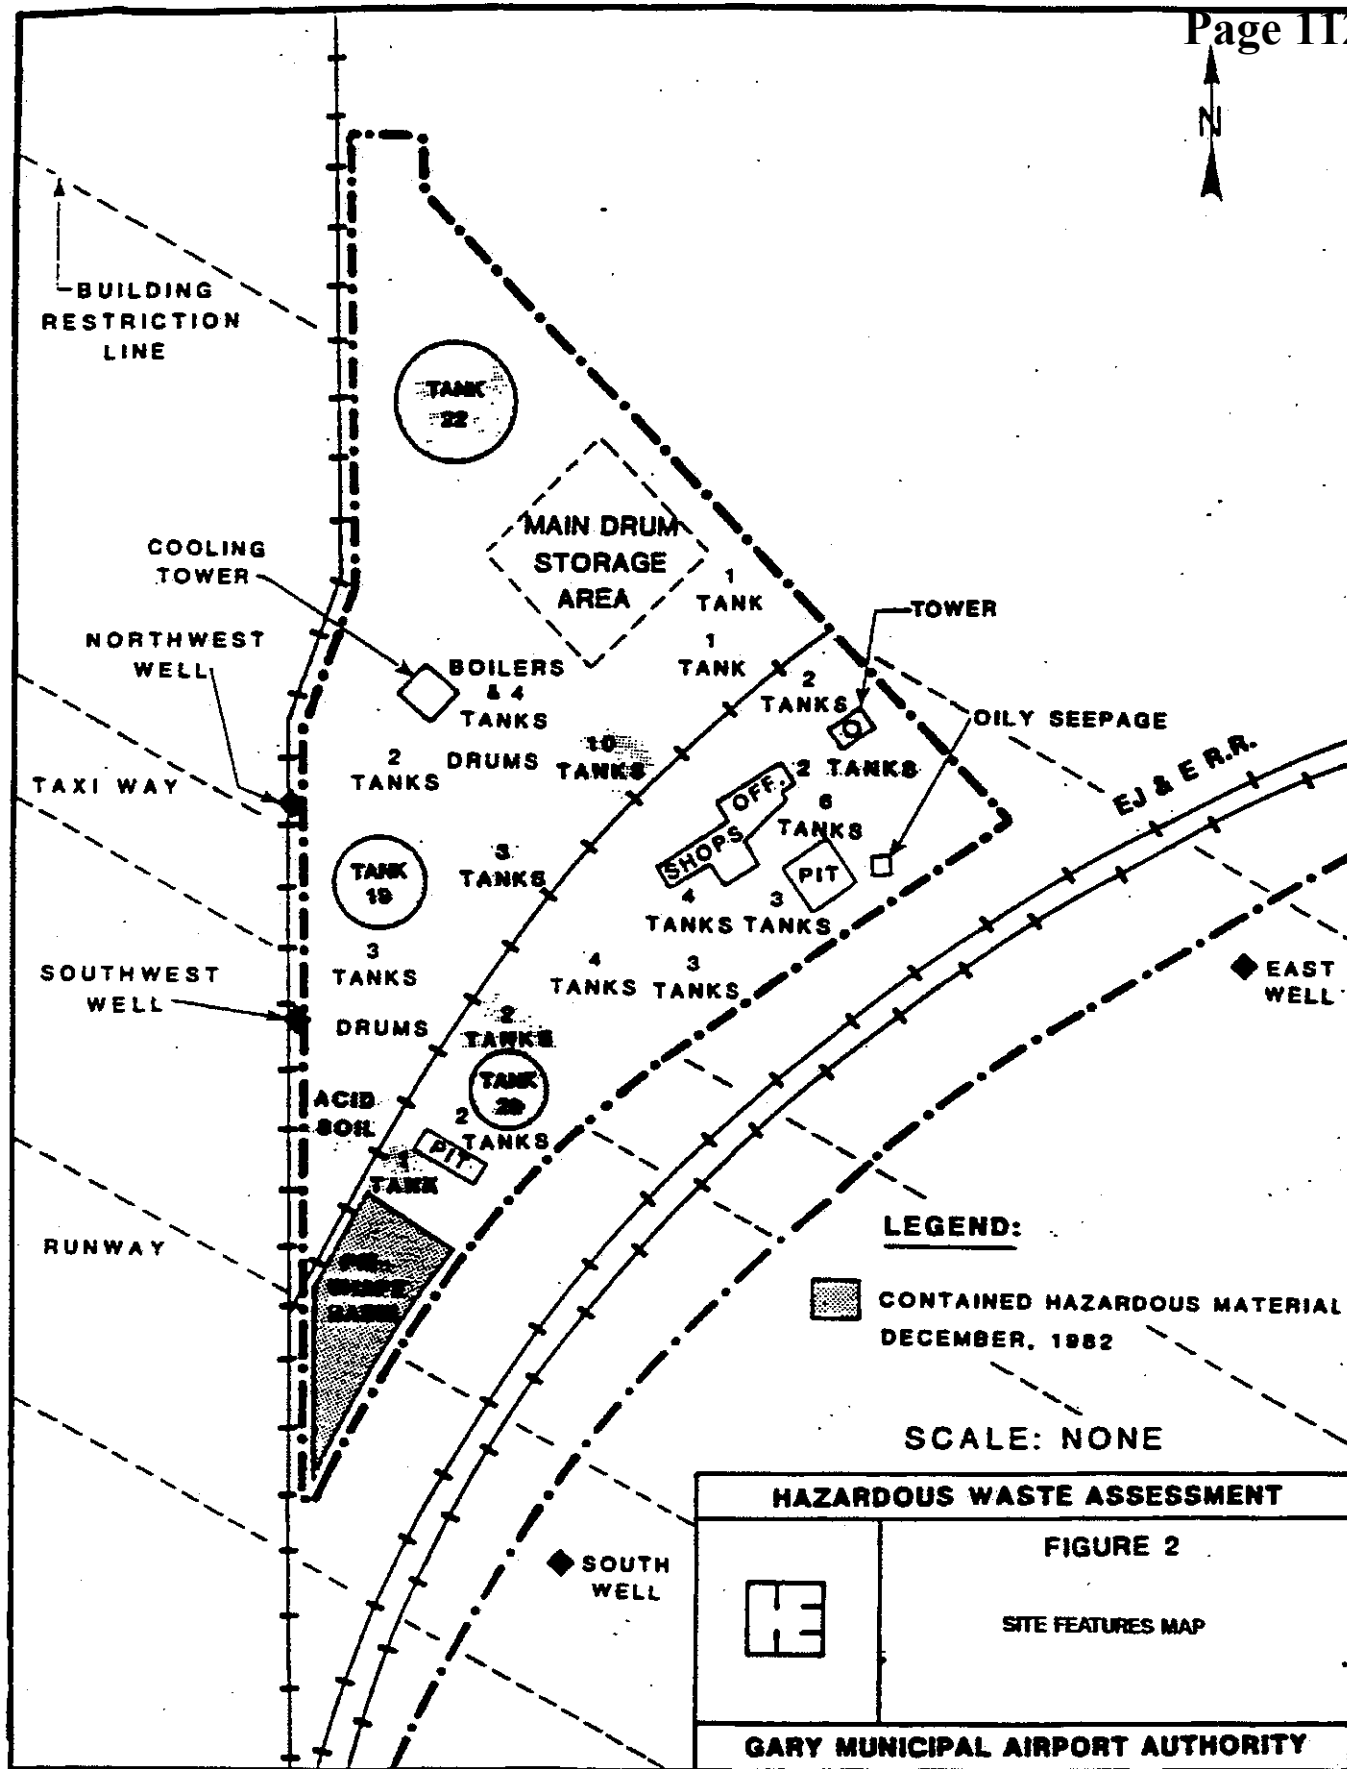 Page 112
N
BUILDING
RESTRICTION
LINE
TANK
22
MAIN DRUM
STORAGE
AREA
COOLING
TOWER
1
TANK
TOWER
NORTHWEST
WELL
1
TANK
BOILERS
& 4
TANKS
2
TANKS
OILY SEEPAGE
DRUMS
10
TANKS
2
TANKS
2 TANKS
EJ & E R.R.
TAXI WAY
OFF.
SHOPS
6
TANKS
TANK
19
3
TANKS
PIT
4
TANKS
3
TANKS
3
TANKS
4
TANKS
3
TANKS
SOUTHWEST
WELL
EAST
WELL
DRUMS
2
TANKS
TANK
20
ACID
SOIL
2
TANKS
PIT
1
TANK
RUNWAY
LEGEND:
CONTAINED HAZARDOUS MATERIAL
DECEMBER, 1982
SCALE: NONE
HAZARDOUS WASTE ASSESSMENT
FIGURE 2
SITE FEATURES MAP
SOUTH
WELL
GARY MUNICIPAL AIRPORT AUTHORITY